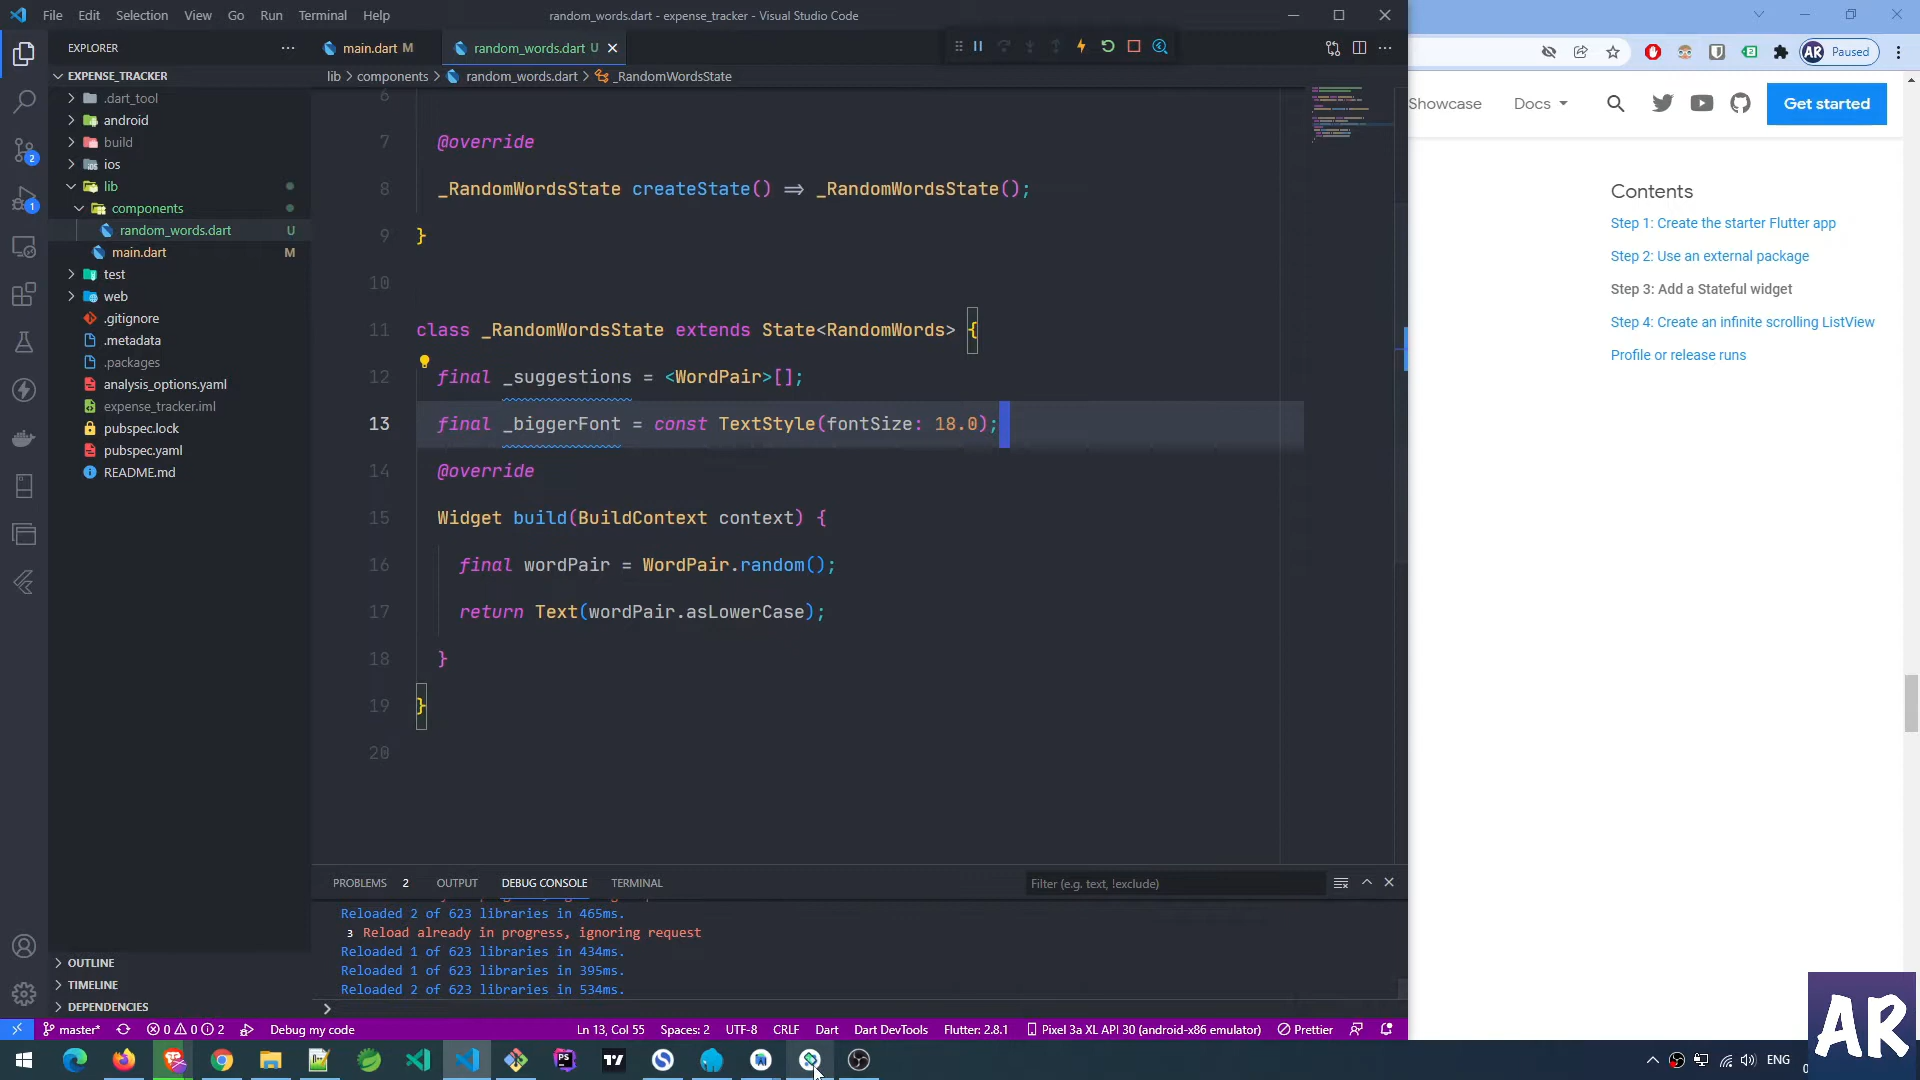 File Edit Selection View Go Run Terminal Help
random_words.dart - expense_tracker - Visual Studio Code
EXPLORER
EXPENSE_TRACKER
.dart_tool
android
build
ios
lib
components
random_words.dart U
main.dart M
test
web
.gitignore
.metadata
.packages
analysis_options.yaml
expense_tracker.iml
pubspec.lock
pubspec.yaml
README.md
OUTLINE
TIMELINE
DEPENDENCIES
2
1
main.dart M
random_words.dart U
lib > components > random_words.dart > _RandomWordsState
6
7 @override
8 _RandomWordsState createState() => _RandomWordsState();
9 }
10
11 class _RandomWordsState extends State<RandomWords> {
12 final _suggestions = <WordPair>[];
13 final _biggerFont = const TextStyle(fontSize: 18.0);
14 @override
15 Widget build(BuildContext context) {
16 final wordPair = WordPair.random();
17 return Text(wordPair.asLowerCase);
18 }
19 }
20
PROBLEMS 2 OUTPUT DEBUG CONSOLE TERMINAL
Filter (e.g. text, !exclude)
Reloaded 2 of 623 libraries in 465ms.
3 Reload already in progress, ignoring request
Reloaded 1 of 623 libraries in 434ms.
Reloaded 1 of 623 libraries in 395ms.
Reloaded 2 of 623 libraries in 534ms.
master* 0 0 2 Debug my code
Ln 13, Col 55 Spaces: 2 UTF-8 CRLF Dart Dart DevTools Flutter: 2.8.1 Pixel 3a XL API 30 (android-x86 emulator) Prettier
AR Paused
Showcase Docs Get started
Contents
Step 1: Create the starter Flutter app
Step 2: Use an external package
Step 3: Add a Stateful widget
Step 4: Create an infinite scrolling ListView
Profile or release runs
PS
ENG
AR